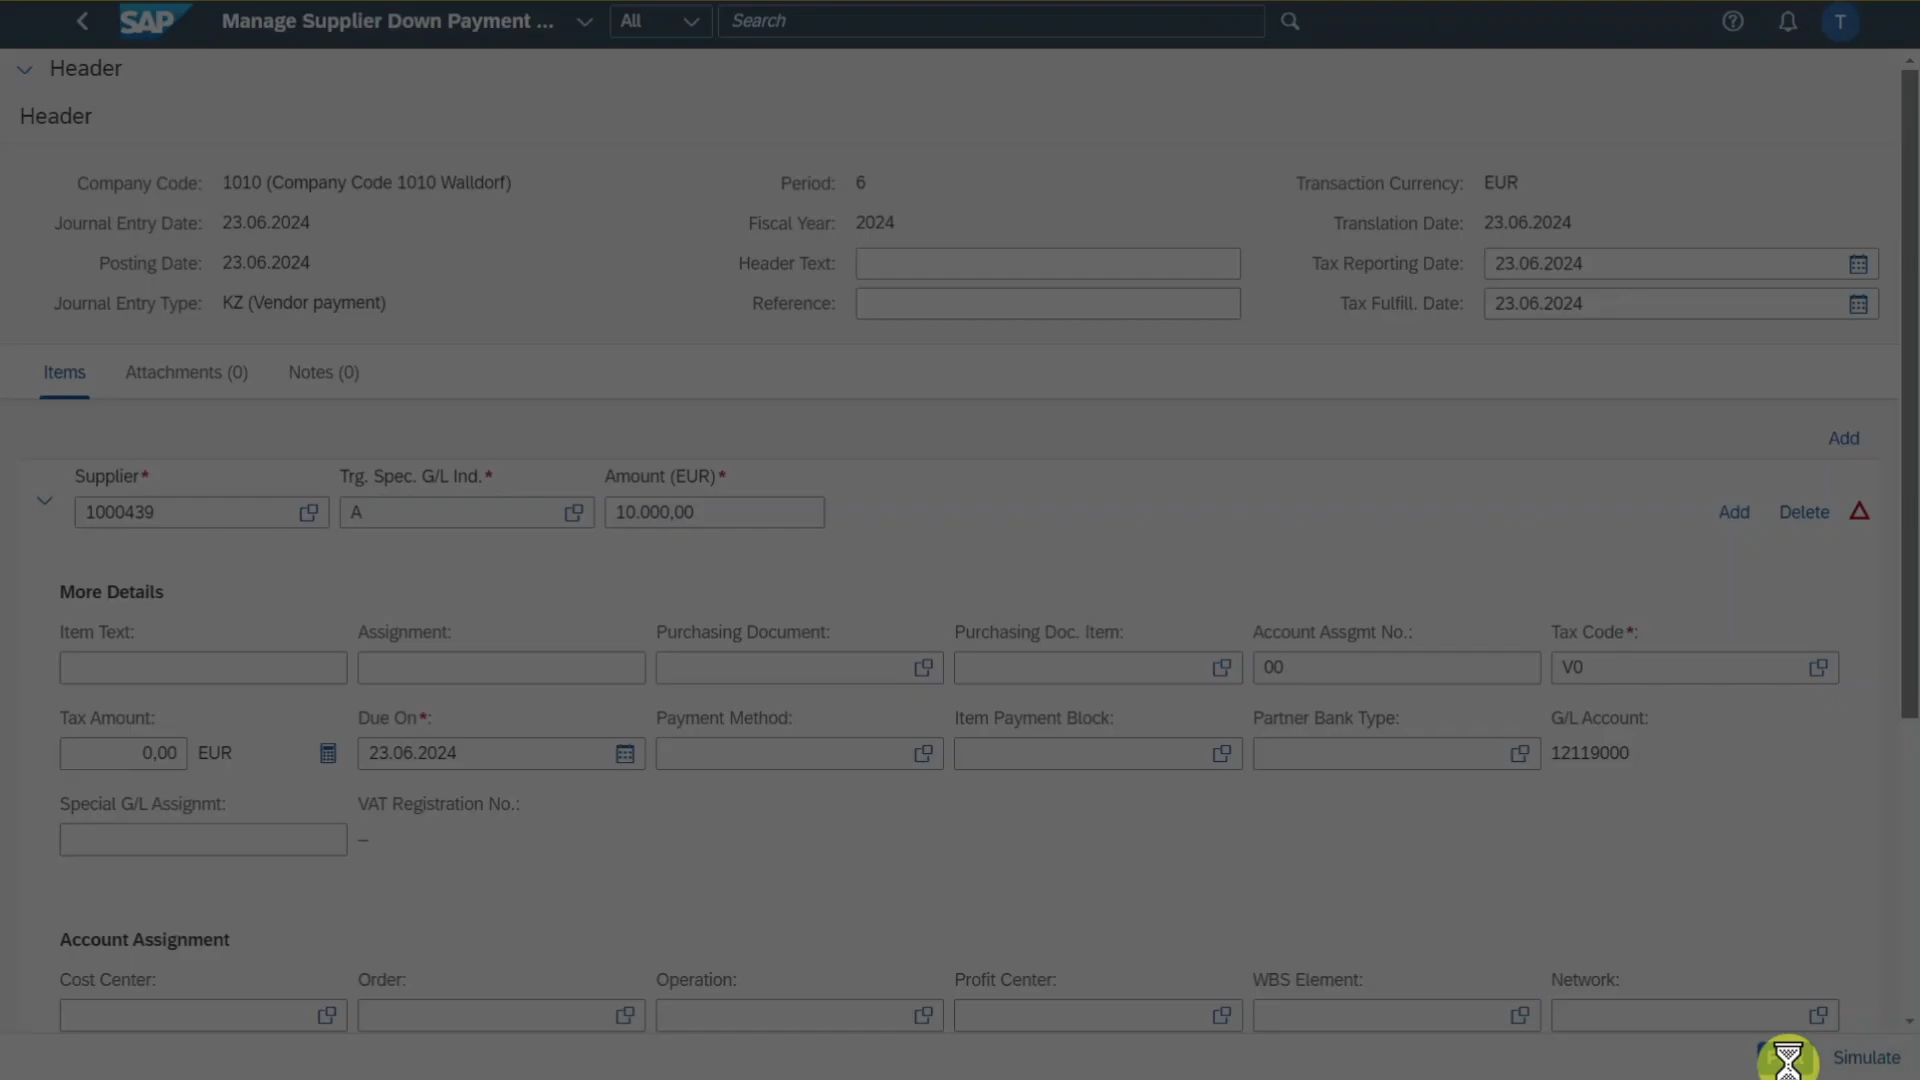 SAP Manage Supplier Down Payment ... All Search T
Header
Header
Company Code: 1010 (Company Code 1010 Walldorf) Period: 6 Transaction Currency: EUR
Journal Entry Date: 23.06.2024 Fiscal Year: 2024 Translation Date: 23.06.2024
Posting Date: 23.06.2024 Header Text: Tax Reporting Date: 23.06.2024
Journal Entry Type: KZ (Vendor payment) Reference: Tax Fulfill. Date: 23.06.2024
Items Attachments (0) Notes (0)
Add
Supplier* Trg. Spec. G/L Ind.* Amount (EUR)*
1000439 A 10.000,00 Add Delete
More Details
Item Text: Assignment: Purchasing Document: Purchasing Doc. Item: Account Assgmt No.: Tax Code*:
00 V0
Tax Amount: Due On*: Payment Method: Item Payment Block: Partner Bank Type: G/L Account:
0,00 EUR 23.06.2024 12119000
Special G/L Assignmt: VAT Registration No.:
–
Account Assignment
Cost Center: Order: Operation: Profit Center: WBS Element: Network:
Simulate